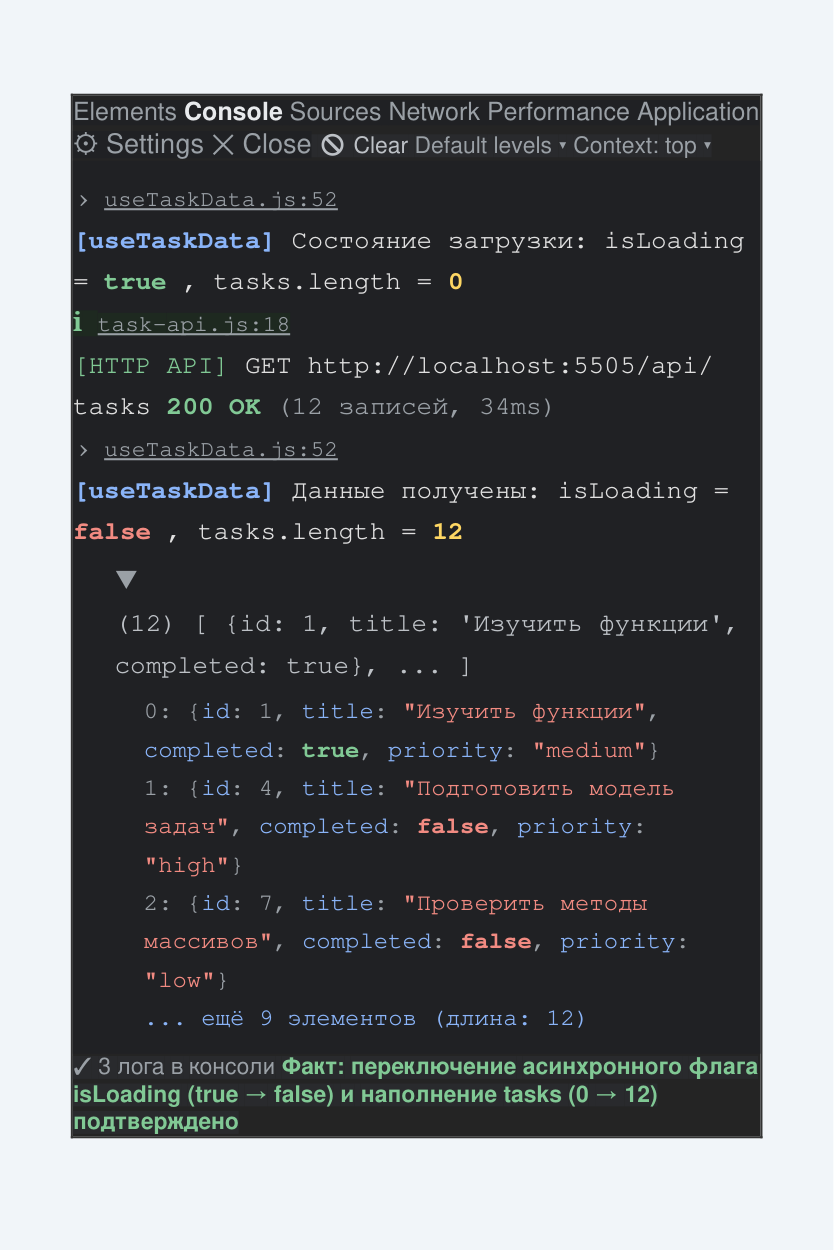 Elements Console Sources Network Performance Application
Settings Close Clear Default levels ▾ Context: top ▾
› useTaskData.js:52
[useTaskData] Состояние загрузки: isLoading
= true , tasks.length = 0
i task-api.js:18
[HTTP API] GET http://localhost:5505/api/
tasks 200 OK (12 записей, 34ms)
› useTaskData.js:52
[useTaskData] Данные получены: isLoading =
false , tasks.length = 12
▼
(12) [ {id: 1, title: 'Изучить функции',
completed: true}, ... ]
0: {id: 1, title: "Изучить функции",
completed: true, priority: "medium"}
1: {id: 4, title: "Подготовить модель
задач", completed: false, priority:
"high"}
2: {id: 7, title: "Проверить методы
массивов", completed: false, priority:
"low"}
... ещё 9 элементов (длина: 12)
✓ 3 лога в консоли Факт: переключение асинхронного флага
isLoading (true → false) и наполнение tasks (0 → 12)
подтверждено